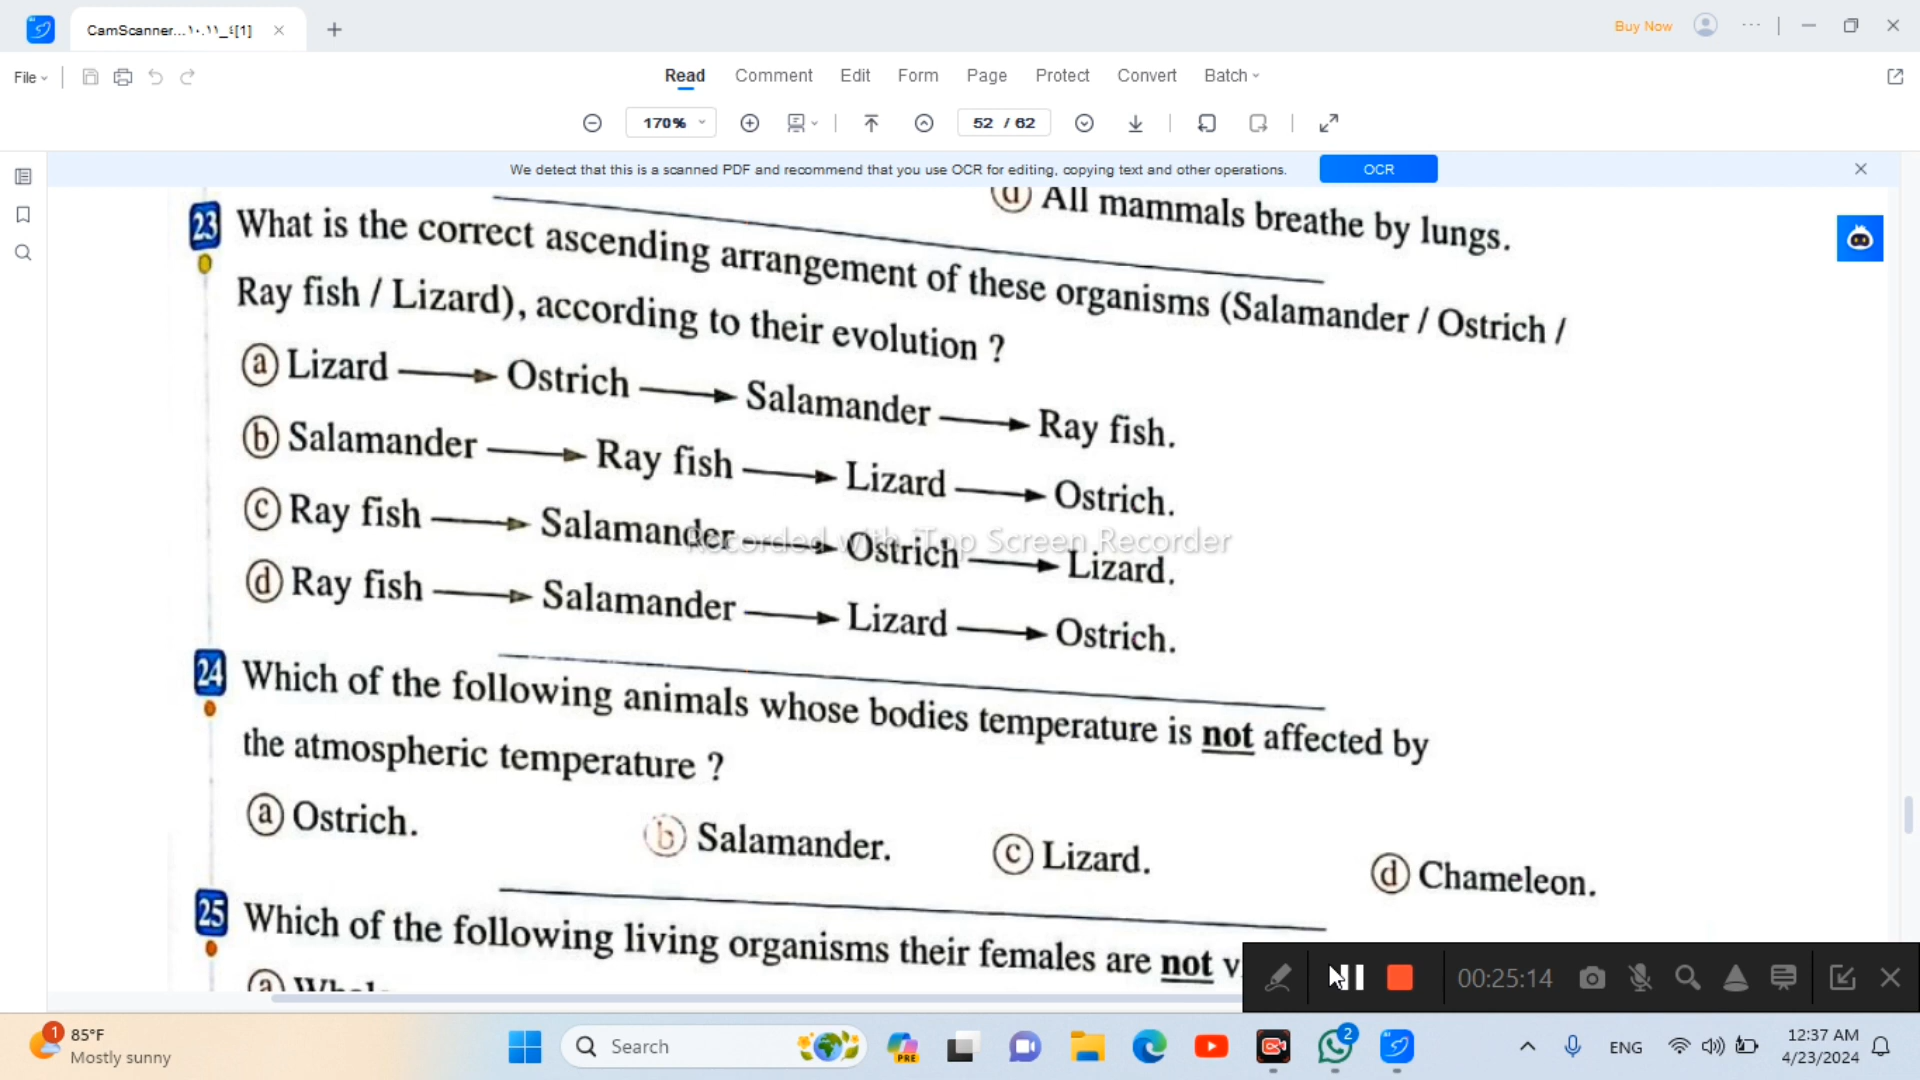 CamScanner...١٠.١١_٤[1]
Buy Now
File
Read Comment Edit Form Page Protect Convert Batch
170% 52 / 62
We detect that this is a scanned PDF and recommend that you use OCR for editing, copying text and other operations. OCR
d All mammals breathe by lungs.
23 What is the correct ascending arrangement of these organisms (Salamander / Ostrich /
Ray fish / Lizard), according to their evolution ?
a Lizard → Ostrich → Salamander → Ray fish.
b Salamander → Ray fish → Lizard → Ostrich.
c Ray fish → Salamander → Ostrich → Lizard.
Recorded with iTop Screen Recorder
d Ray fish → Salamander → Lizard → Ostrich.
24 Which of the following animals whose bodies temperature is not affected by
the atmospheric temperature ?
a Ostrich. b Salamander. c Lizard. d Chameleon.
25 Which of the following living organisms their females are not v
a
00:25:14
1 85°F
Mostly sunny
Search
PRE
2
ENG
12:37 AM
4/23/2024